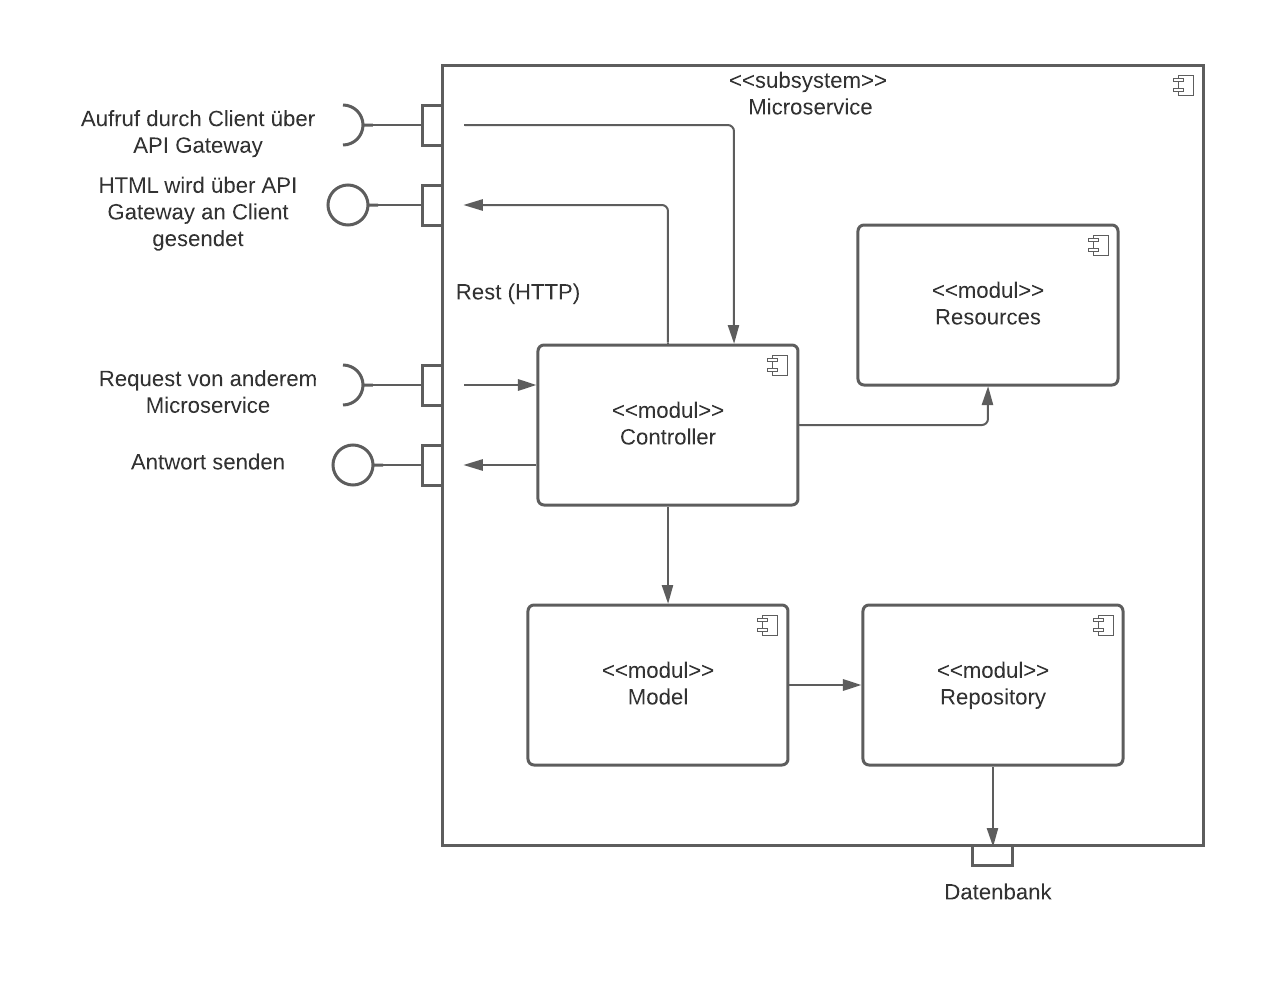 <<subsystem>>
Microservice
Aufruf durch Client über
API Gateway
HTML wird über API
Gateway an Client
gesendet
Rest (HTTP)
<<modul>>
Resources
Request von anderem
Microservice
<<modul>>
Controller
Antwort senden
<<modul>>
Model
<<modul>>
Repository
Datenbank